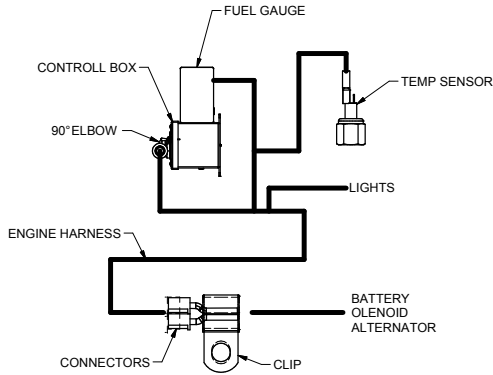 FUEL GAUGE
CONTROLL BOX
TEMP SENSOR
90°ELBOW
LIGHTS
ENGINE HARNESS
BATTERY
OLENOID
ALTERNATOR
CONNECTORS
CLIP